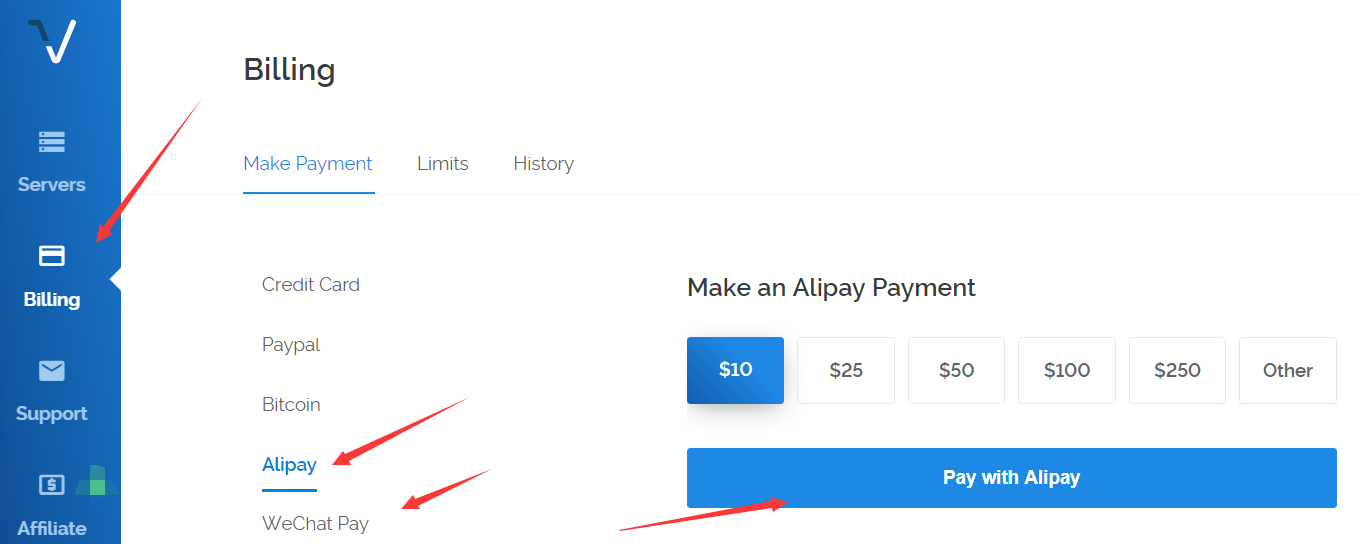 Billing
Make Payment Limits History
Servers
Billing
Support
Affiliate
Credit Card
Paypal
Bitcoin
Alipay
WeChat Pay
Make an Alipay Payment
$10 $25 $50 $100 $250 Other
Pay with Alipay